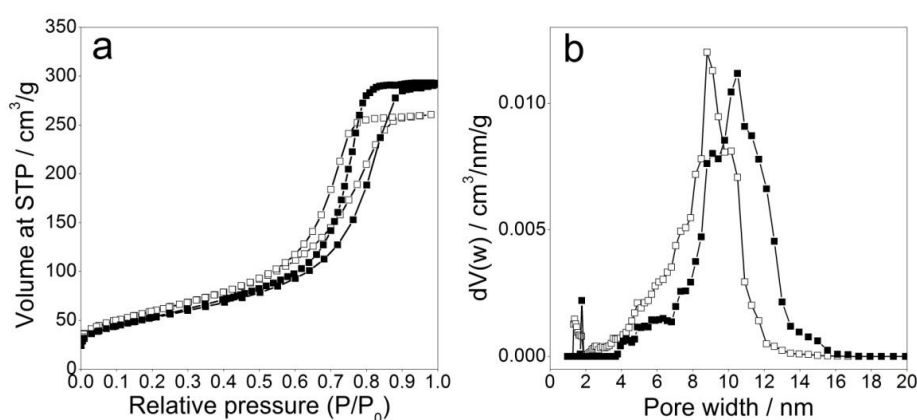 a
Volume at STP / cm³/g
350
300
250
200
150
100
50
0
0.0 0.1 0.2 0.3 0.4 0.5 0.6 0.7 0.8 0.9 1.0
Relative pressure (P/P₀)
b
dV(w) / cm³/nm/g
0.010
0.005
0.000
0 2 4 6 8 10 12 14 16 18 20
Pore width / nm